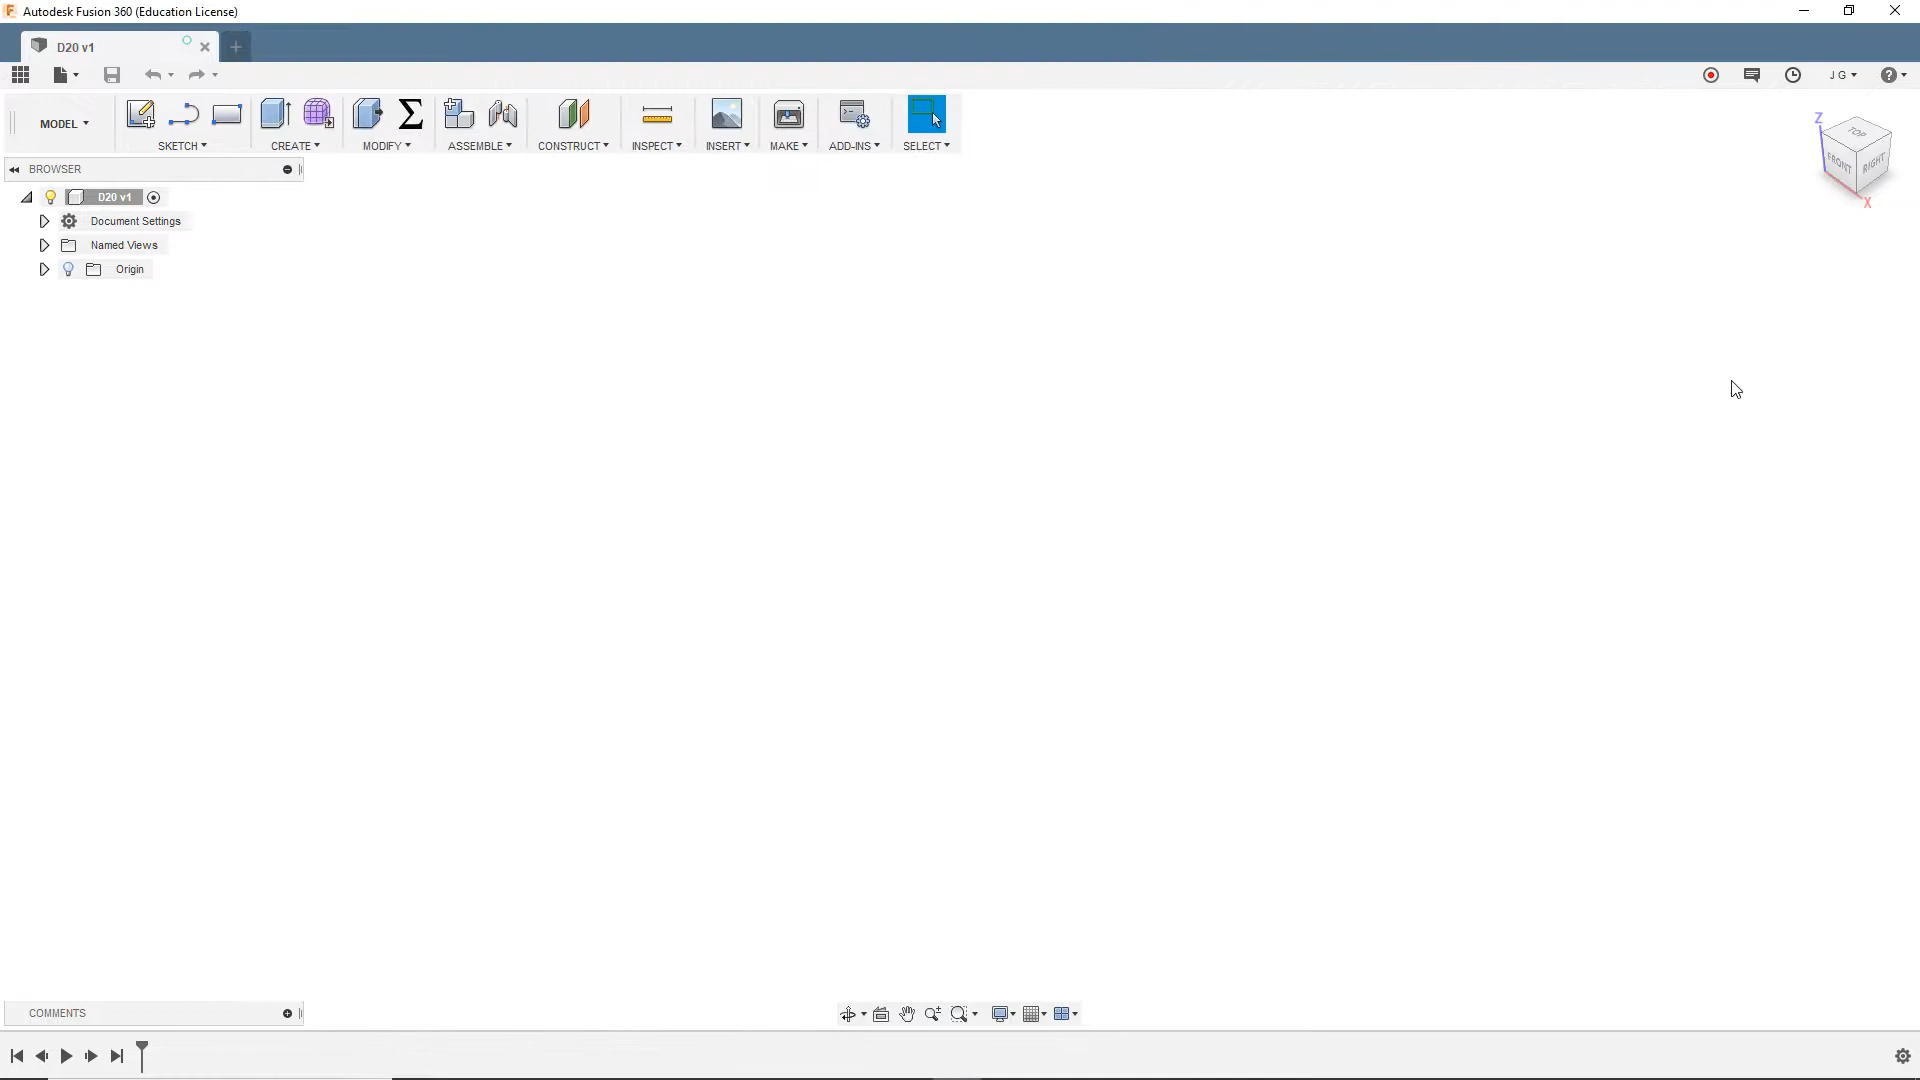 Autodesk Fusion 360 (Education License)
D20 v1
J G
MODEL
SKETCH
CREATE
MODIFY
ASSEMBLE
CONSTRUCT
INSPECT
INSERT
MAKE
ADD-INS
SELECT
Z
TOP
FRONT
RIGHT
X
BROWSER
D20 v1
Document Settings
Named Views
Origin
COMMENTS